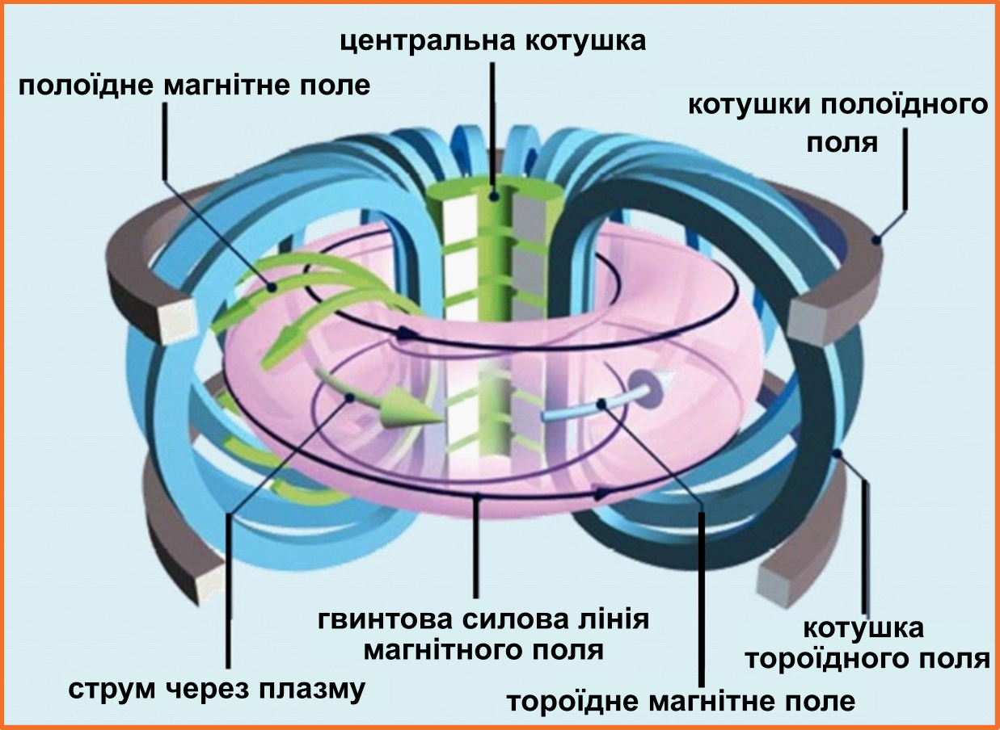 центральна котушка
полоїдне магнітне поле
котушки полоїдного
поля
гвинтова силова лінія
магнітного поля
котушка
тороїдного поля
струм через плазму
тороїдне магнітне поле